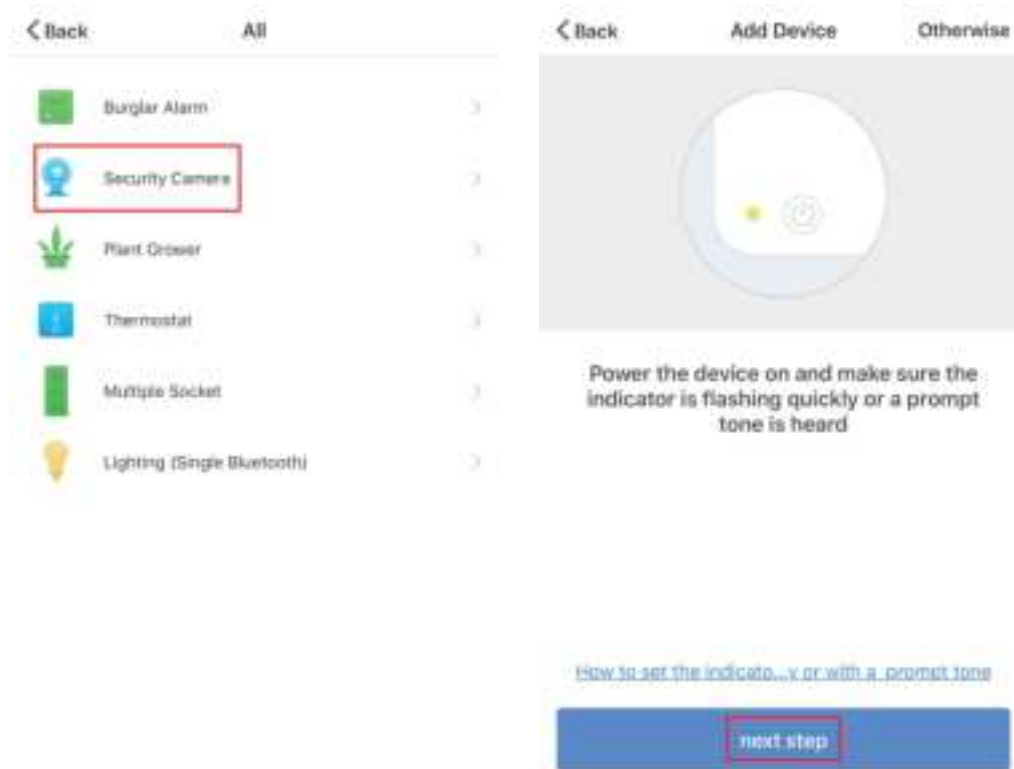 Back
All
Burglar Alarm
Security Camera
Plant Grower
Thermostat
Multiple Socket
Lighting (Single Bluetooth)
Back
Add Device
Otherwise
Power the device on and make sure the
indicator is flashing quickly or a prompt
tone is heard
How to set the indicato...y or with a prompt tone
next step